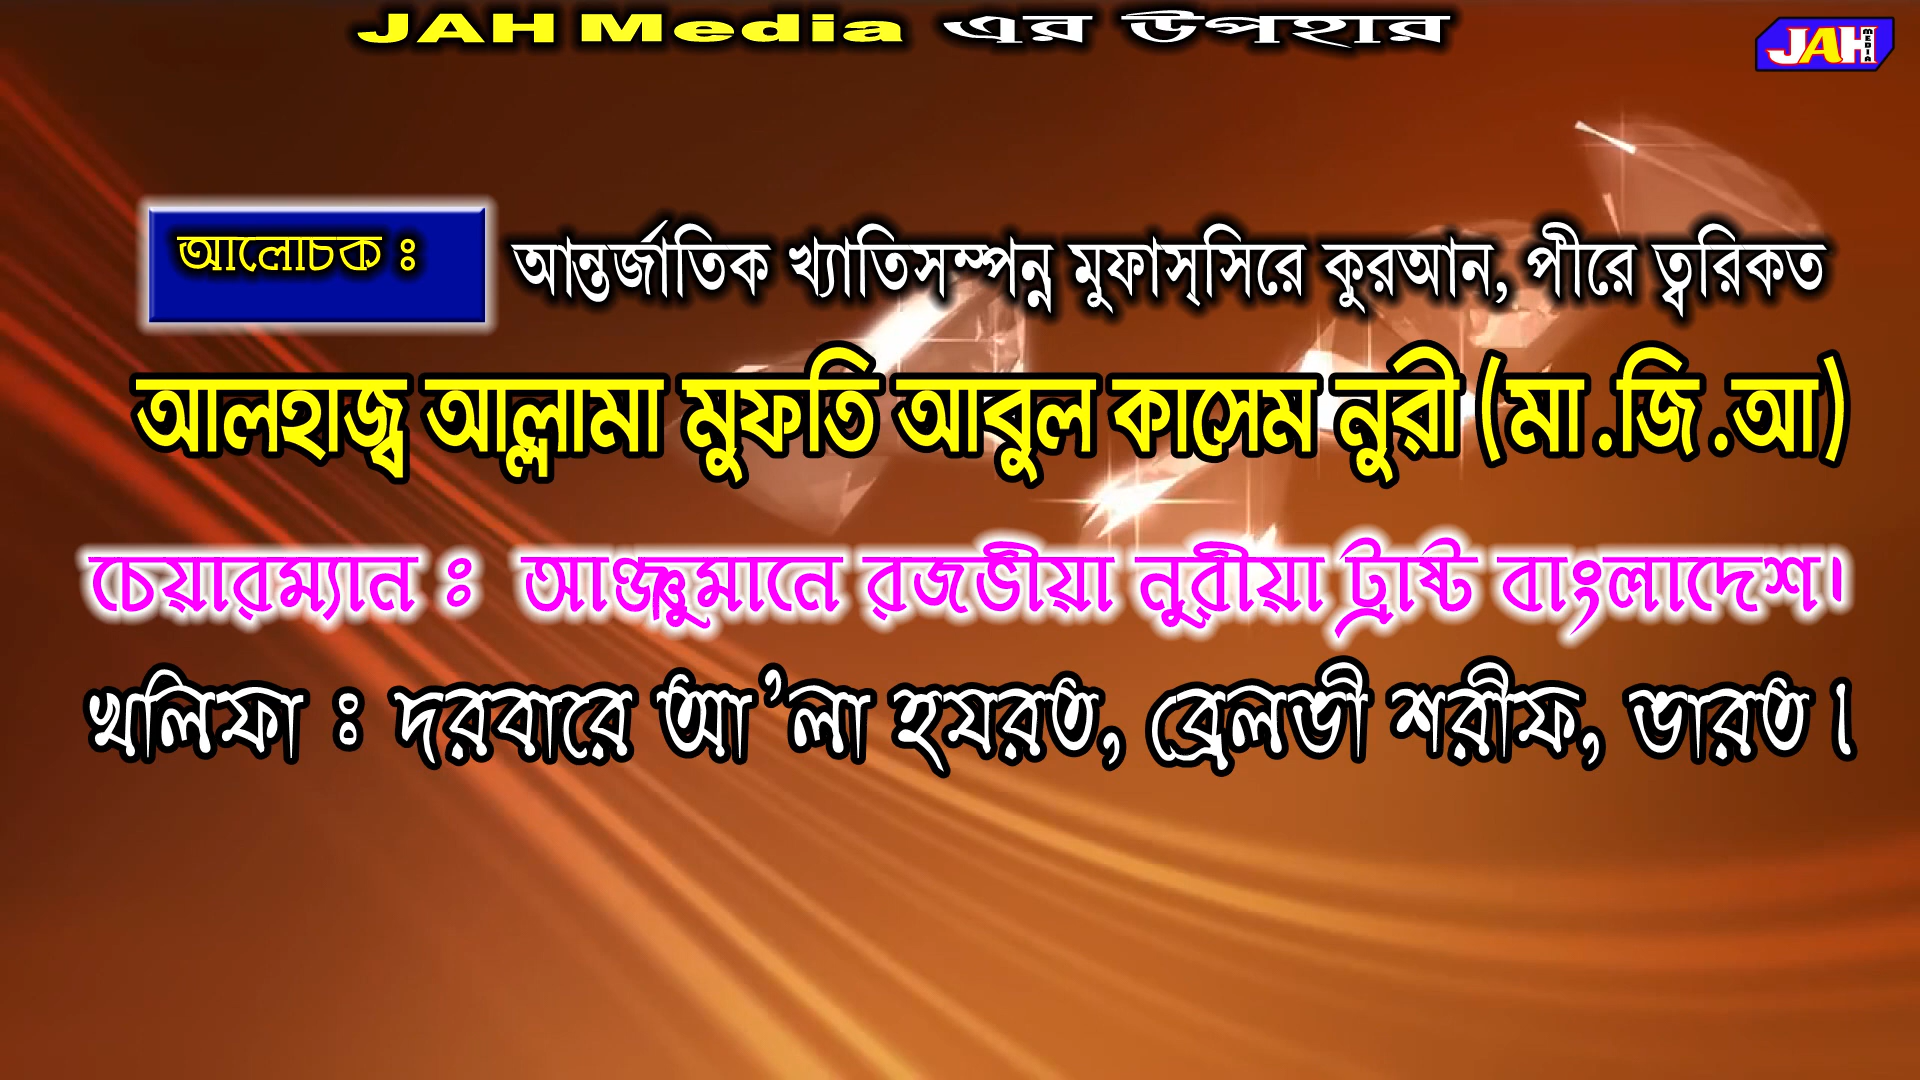 JAH Media এর উপহার
JAH MEDIA
আলোচক ঃ আন্তর্জাতিক খ্যাতিসম্পন্ন মুফাস্‌সিরে কুরআন, পীরে ত্বরিকত
আলহাজ্ব আল্লামা মুফতি আবুল কাসেম নুরী (মা.জি.আ)
চেয়ারম্যান ঃ আঞ্জুমানে রজভীয়া নুরীয়া ট্রাষ্ট বাংলাদেশ।
খলিফা ঃ দরবারে আ’লা হযরত, ব্রেলভী শরীফ, ভারত।